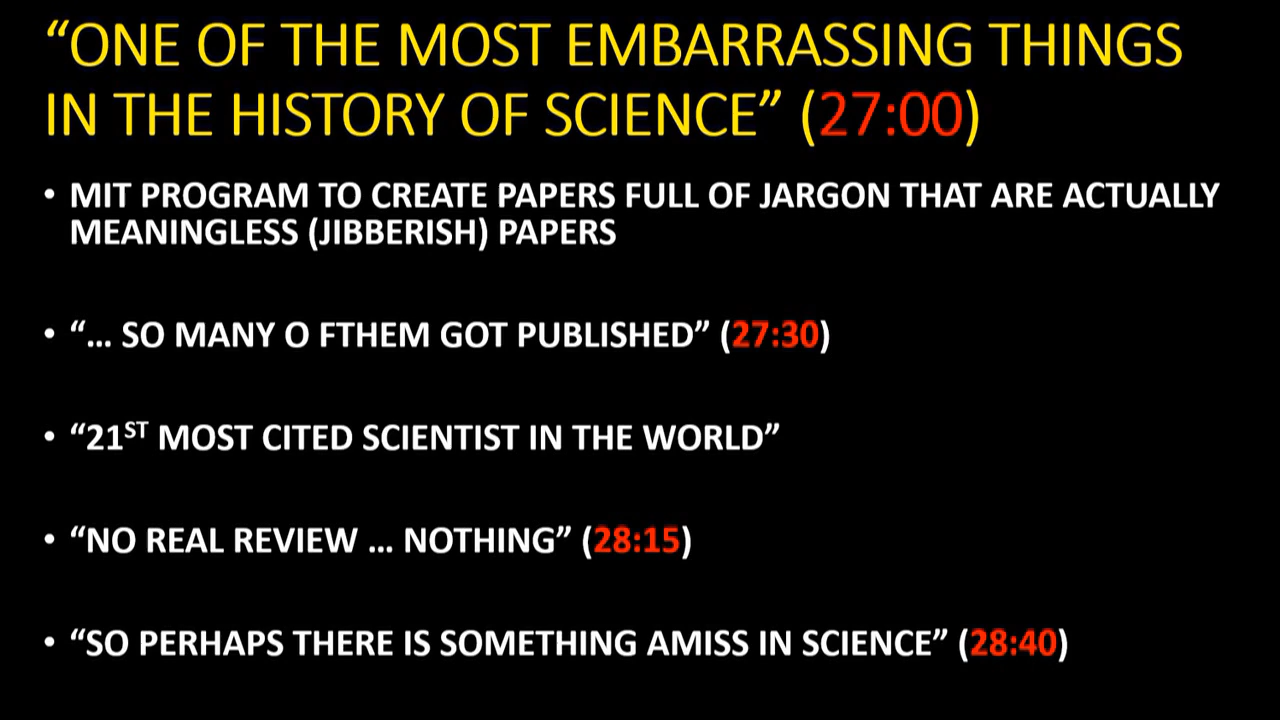 “ONE OF THE MOST EMBARRASSING THINGS
IN THE HISTORY OF SCIENCE” (27:00)
• MIT PROGRAM TO CREATE PAPERS FULL OF JARGON THAT ARE ACTUALLY
MEANINGLESS (JIBBERISH) PAPERS
• “… SO MANY O FTHEM GOT PUBLISHED” (27:30)
• “21ST MOST CITED SCIENTIST IN THE WORLD”
• “NO REAL REVIEW … NOTHING” (28:15)
• “SO PERHAPS THERE IS SOMETHING AMISS IN SCIENCE” (28:40)